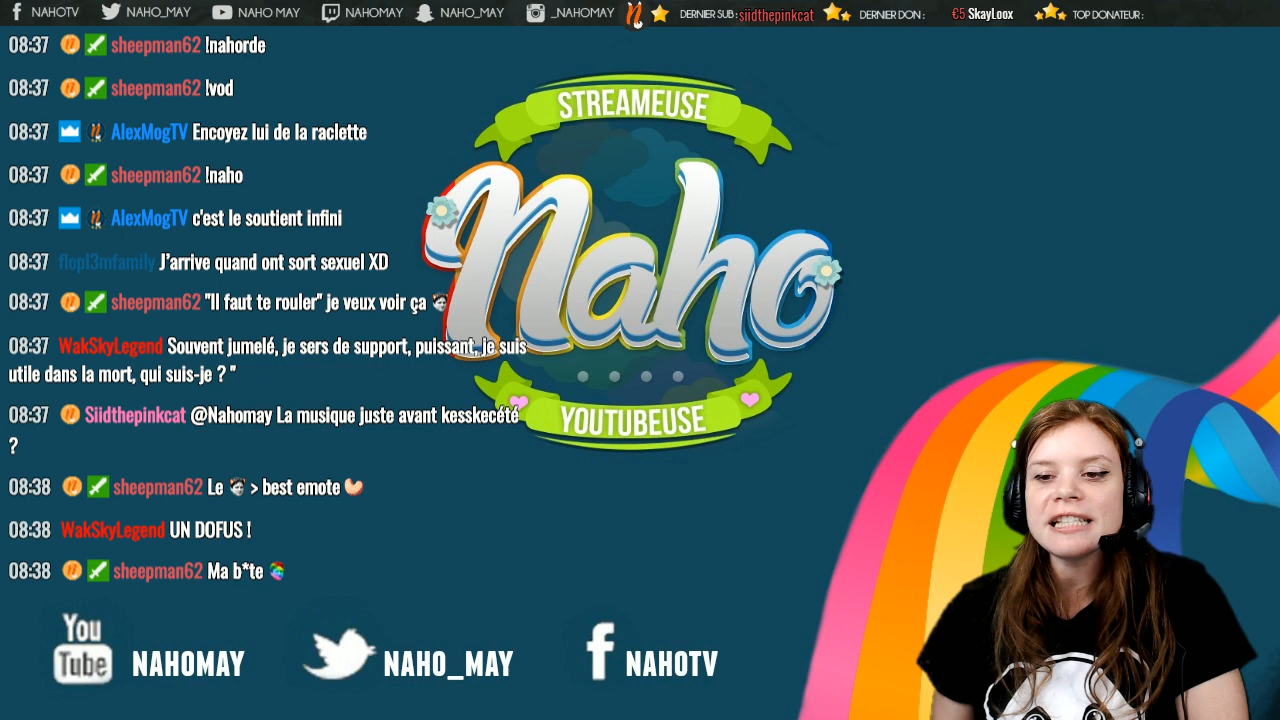 NAHOTV NAHO_MAY NAHO MAY NAHOMAY NAHO_MAY _NAHOMAY DERNIER SUB : siidthepinkcat DERNIER DON : €5 SkayLoox TOP DONATEUR :
08:37 sheepman62 !nahorde
08:37 sheepman62 !vod
08:37 AlexMogTV Encoyez lui de la raclette
08:37 sheepman62 !naho
08:37 AlexMogTV c'est le soutient infini
08:37 flopl3mfamily J'arrive quand ont sort sexuel XD
08:37 sheepman62 "Il faut te rouler" je veux voir ça
08:37 WakSkyLegend Souvent jumelé, je sers de support, puissant, je suis
utile dans la mort, qui suis-je ? "
08:37 Siidthepinkcat @Nahomay La musique juste avant kesskecété
?
08:38 sheepman62 Le > best emote
08:38 WakSkyLegend UN DOFUS !
08:38 sheepman62 Ma b*te
STREAMEUSE
Naho
YOUTUBEUSE
You
Tube NAHOMAY NAHO_MAY NAHOTV